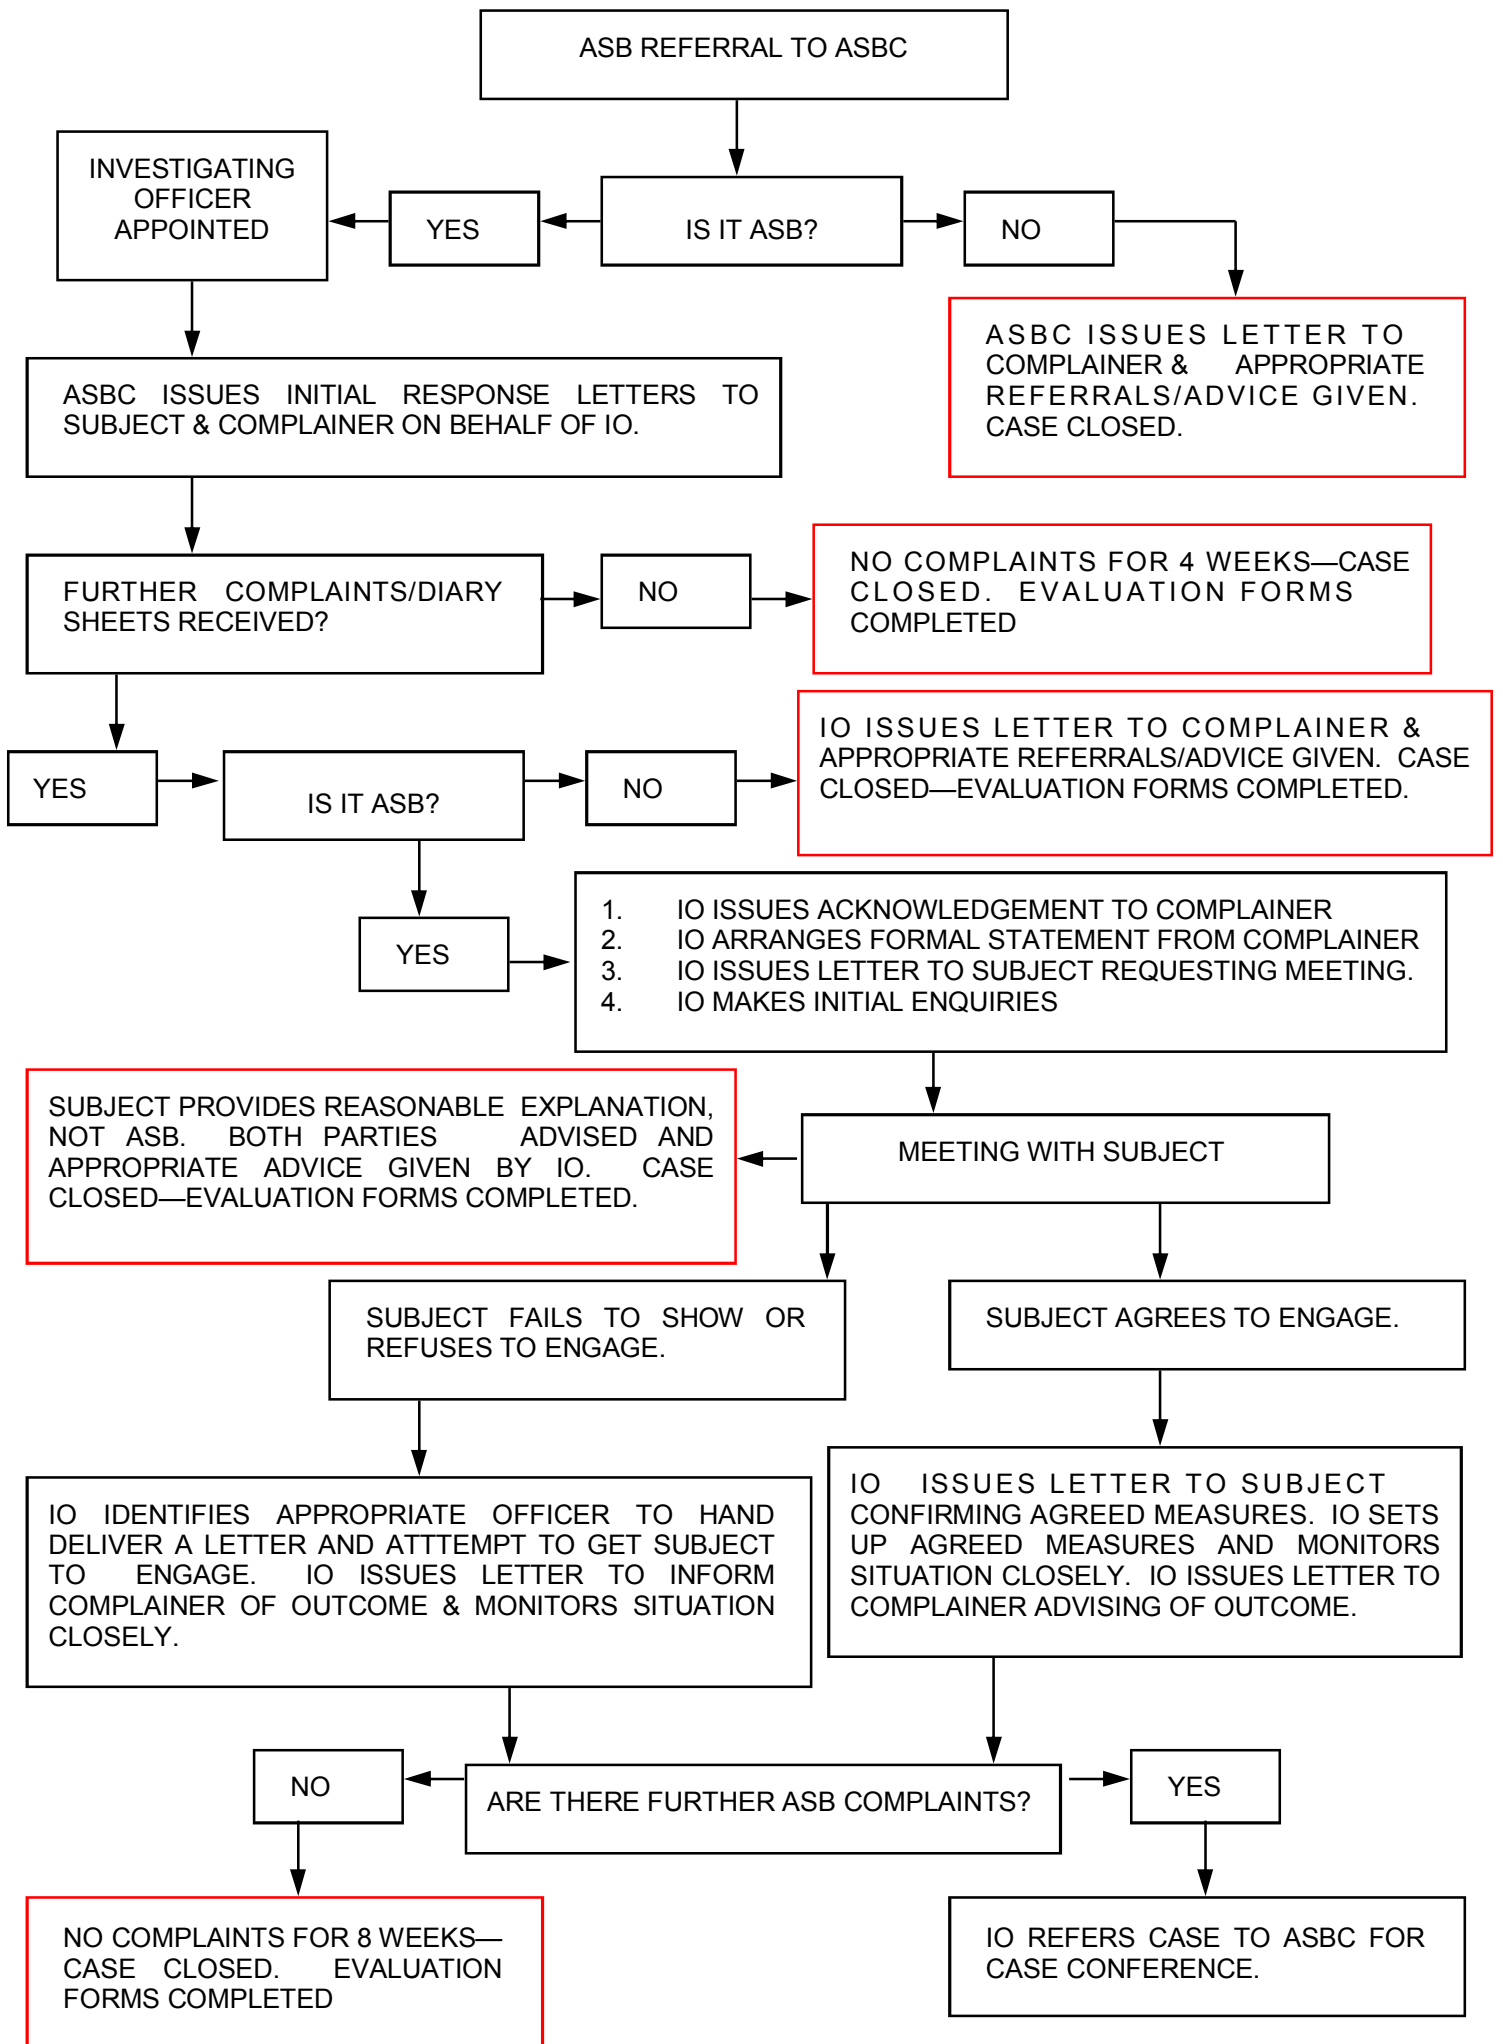 ASB REFERRAL TO ASBC
INVESTIGATING
OFFICER
APPOINTED
YES
IS IT ASB?
NO
ASBC ISSUES LETTER TO
COMPLAINER & APPROPRIATE
REFERRALS/ADVICE GIVEN.
CASE CLOSED.
ASBC ISSUES INITIAL RESPONSE LETTERS TO
SUBJECT & COMPLAINER ON BEHALF OF IO.
FURTHER COMPLAINTS/DIARY
SHEETS RECEIVED?
NO
NO COMPLAINTS FOR 4 WEEKS—CASE
CLOSED. EVALUATION FORMS
COMPLETED
YES
IS IT ASB?
NO
IO ISSUES LETTER TO COMPLAINER &
APPROPRIATE REFERRALS/ADVICE GIVEN. CASE
CLOSED—EVALUATION FORMS COMPLETED.
YES
1. IO ISSUES ACKNOWLEDGEMENT TO COMPLAINER
2. IO ARRANGES FORMAL STATEMENT FROM COMPLAINER
3. IO ISSUES LETTER TO SUBJECT REQUESTING MEETING.
4. IO MAKES INITIAL ENQUIRIES
SUBJECT PROVIDES REASONABLE EXPLANATION,
NOT ASB. BOTH PARTIES ADVISED AND
APPROPRIATE ADVICE GIVEN BY IO. CASE
CLOSED—EVALUATION FORMS COMPLETED.
MEETING WITH SUBJECT
SUBJECT FAILS TO SHOW OR
REFUSES TO ENGAGE.
SUBJECT AGREES TO ENGAGE.
IO IDENTIFIES APPROPRIATE OFFICER TO HAND
DELIVER A LETTER AND ATTTEMPT TO GET SUBJECT
TO ENGAGE. IO ISSUES LETTER TO INFORM
COMPLAINER OF OUTCOME & MONITORS SITUATION
CLOSELY.
IO ISSUES LETTER TO SUBJECT
CONFIRMING AGREED MEASURES. IO SETS
UP AGREED MEASURES AND MONITORS
SITUATION CLOSELY. IO ISSUES LETTER TO
COMPLAINER ADVISING OF OUTCOME.
NO
ARE THERE FURTHER ASB COMPLAINTS?
YES
NO COMPLAINTS FOR 8 WEEKS—
CASE CLOSED. EVALUATION
FORMS COMPLETED
IO REFERS CASE TO ASBC FOR
CASE CONFERENCE.